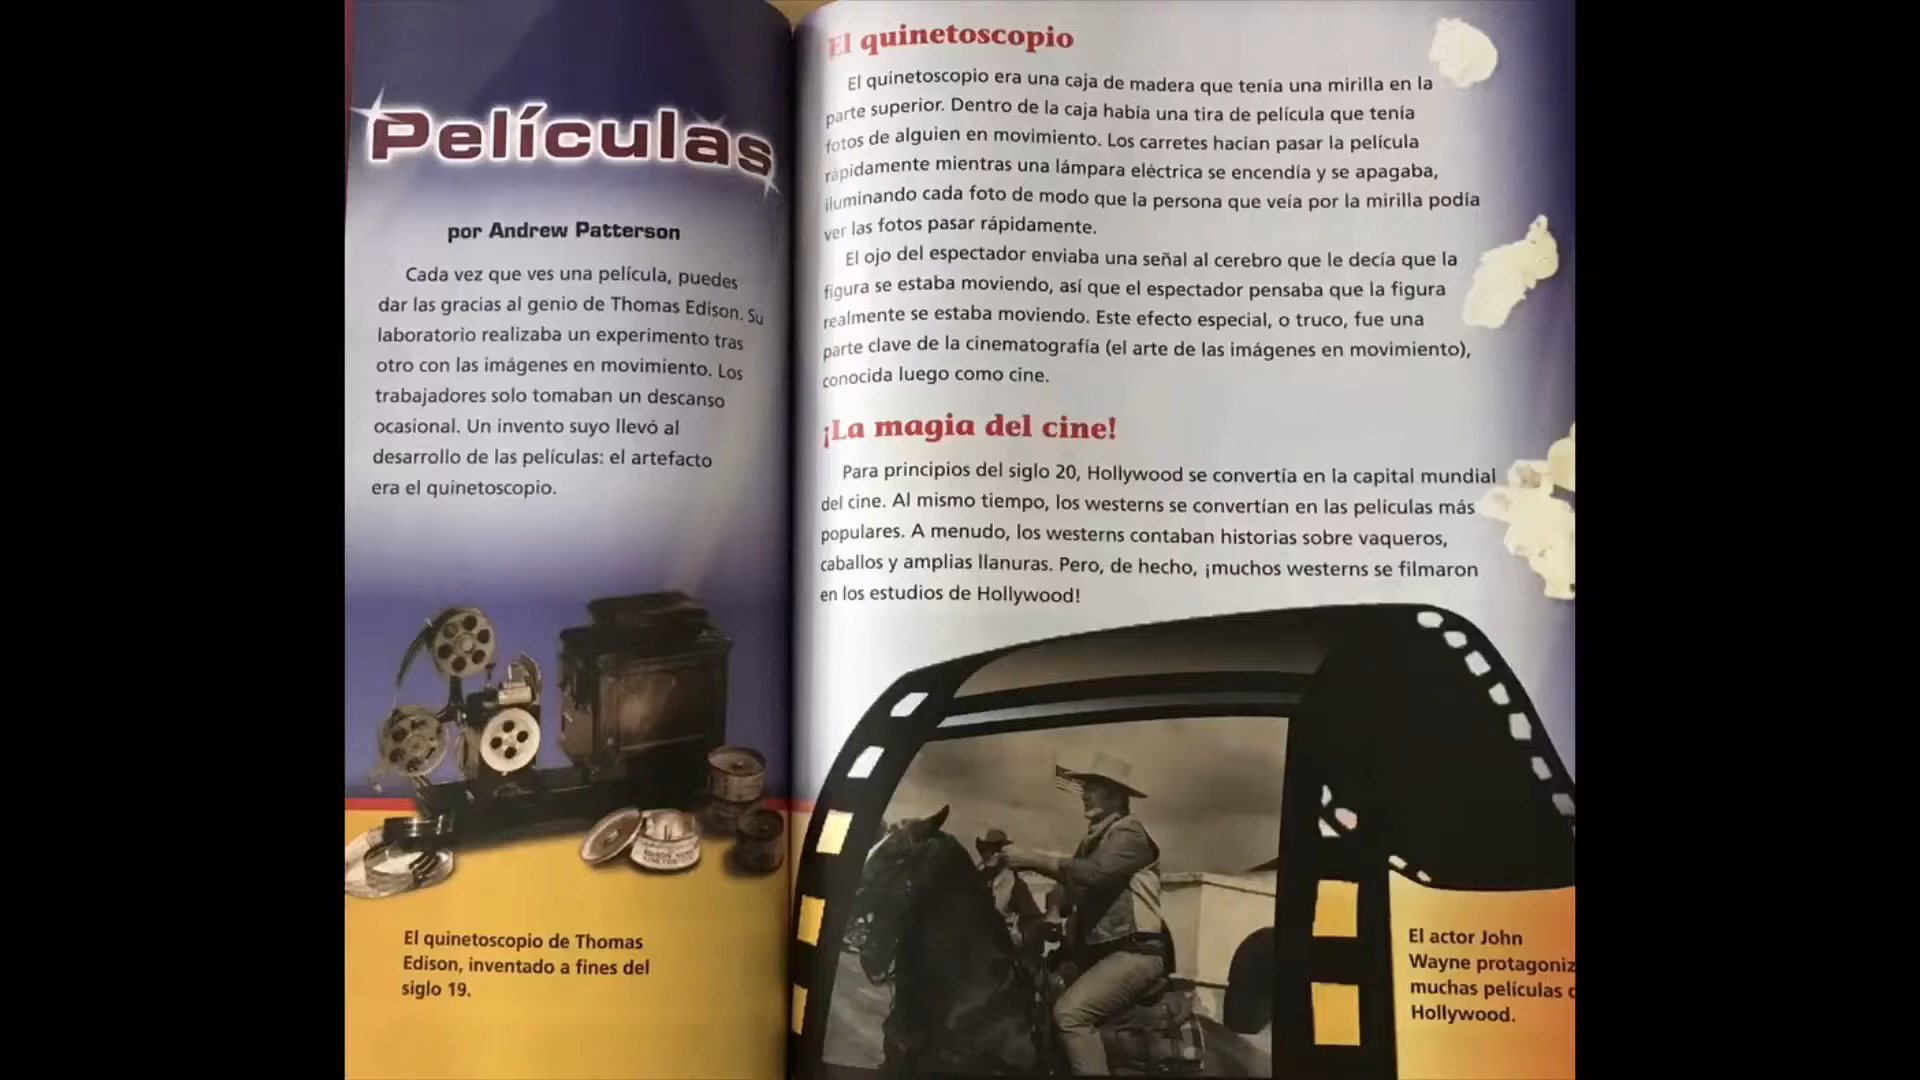 Películas
por Andrew Patterson
Cada vez que ves una película, puedes
dar las gracias al genio de Thomas Edison. Su
laboratorio realizaba un experimento tras
otro con las imágenes en movimiento. Los
trabajadores solo tomaban un descanso
ocasional. Un invento suyo llevó al
desarrollo de las películas: el artefacto
era el quinetoscopio.
El quinetoscopio de Thomas
Edison, inventado a fines del
siglo 19.
El quinetoscopio
El quinetoscopio era una caja de madera que tenía una mirilla en la
parte superior. Dentro de la caja había una tira de película que tenía
fotos de alguien en movimiento. Los carretes hacían pasar la película
rápidamente mientras una lámpara eléctrica se encendía y se apagaba,
iluminando cada foto de modo que la persona que veía por la mirilla podía
ver las fotos pasar rápidamente.
El ojo del espectador enviaba una señal al cerebro que le decía que la
figura se estaba moviendo, así que el espectador pensaba que la figura
realmente se estaba moviendo. Este efecto especial, o truco, fue una
parte clave de la cinematografía (el arte de las imágenes en movimiento),
conocida luego como cine.
¡La magia del cine!
Para principios del siglo 20, Hollywood se convertía en la capital mundial
del cine. Al mismo tiempo, los westerns se convertían en las películas más
populares. A menudo, los westerns contaban historias sobre vaqueros,
caballos y amplias llanuras. Pero, de hecho, ¡muchos westerns se filmaron
en los estudios de Hollywood!
El actor John
Wayne protagoniz
muchas películas
Hollywood.